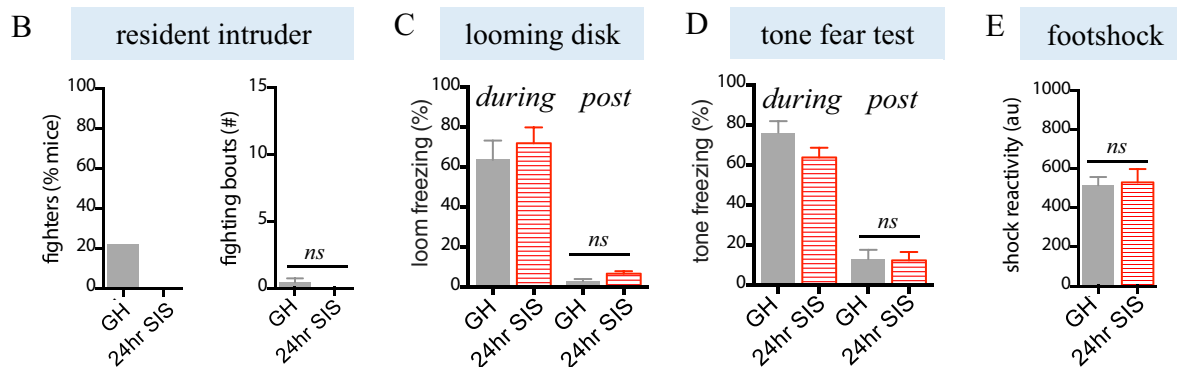 B
resident intruder
fighters (% mice)
100
80
60
40
20
0
GH
24hr SIS
fighting bouts (#)
15
10
5
0
ns
GH
24hr SIS
C
looming disk
loom freezing (%)
100
80
60
40
20
0
during
post
ns
GH
24hr SIS
GH
24hr SIS
D
tone fear test
tone freezing (%)
100
80
60
40
20
0
during
post
ns
GH
24hr SIS
GH
24hr SIS
E
footshock
shock reactivity (au)
1000
800
600
400
200
0
ns
GH
24hr SIS